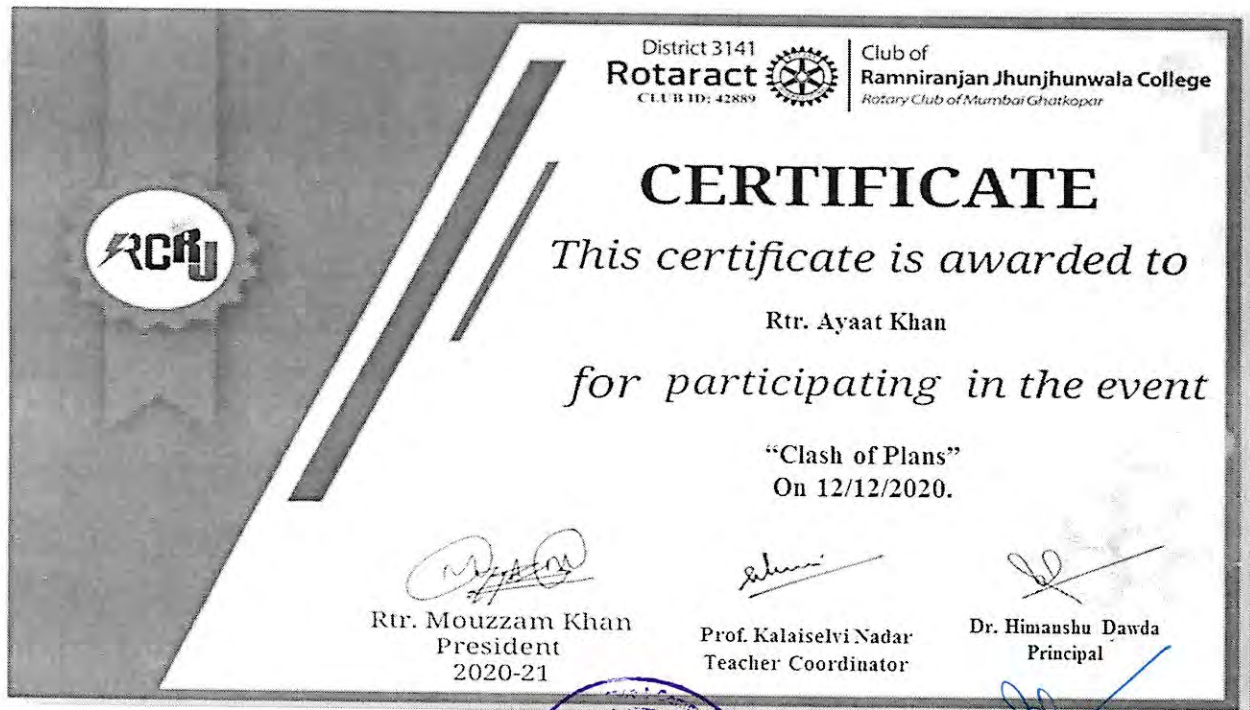 District 3141
Rotaract
CLUB ID: 42889
Club of
Ramniranjan Jhunjhunwala College
Rotary Club of Mumbai Ghatkopar
RCRJ
CERTIFICATE
This certificate is awarded to
Rtr. Ayaat Khan
for participating in the event
“Clash of Plans”
On 12/12/2020.
Rtr. Mouzzam Khan
President
2020-21
Prof. Kalaiselvi Nadar
Teacher Coordinator
Dr. Himanshu Dawda
Principal